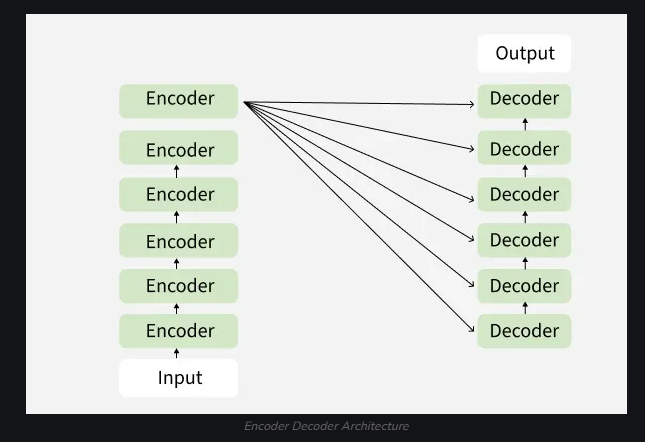 Output
Encoder
Decoder
Encoder
Decoder
Encoder
Decoder
Encoder
Decoder
Encoder
Decoder
Encoder
Decoder
Input
Encoder Decoder Architecture